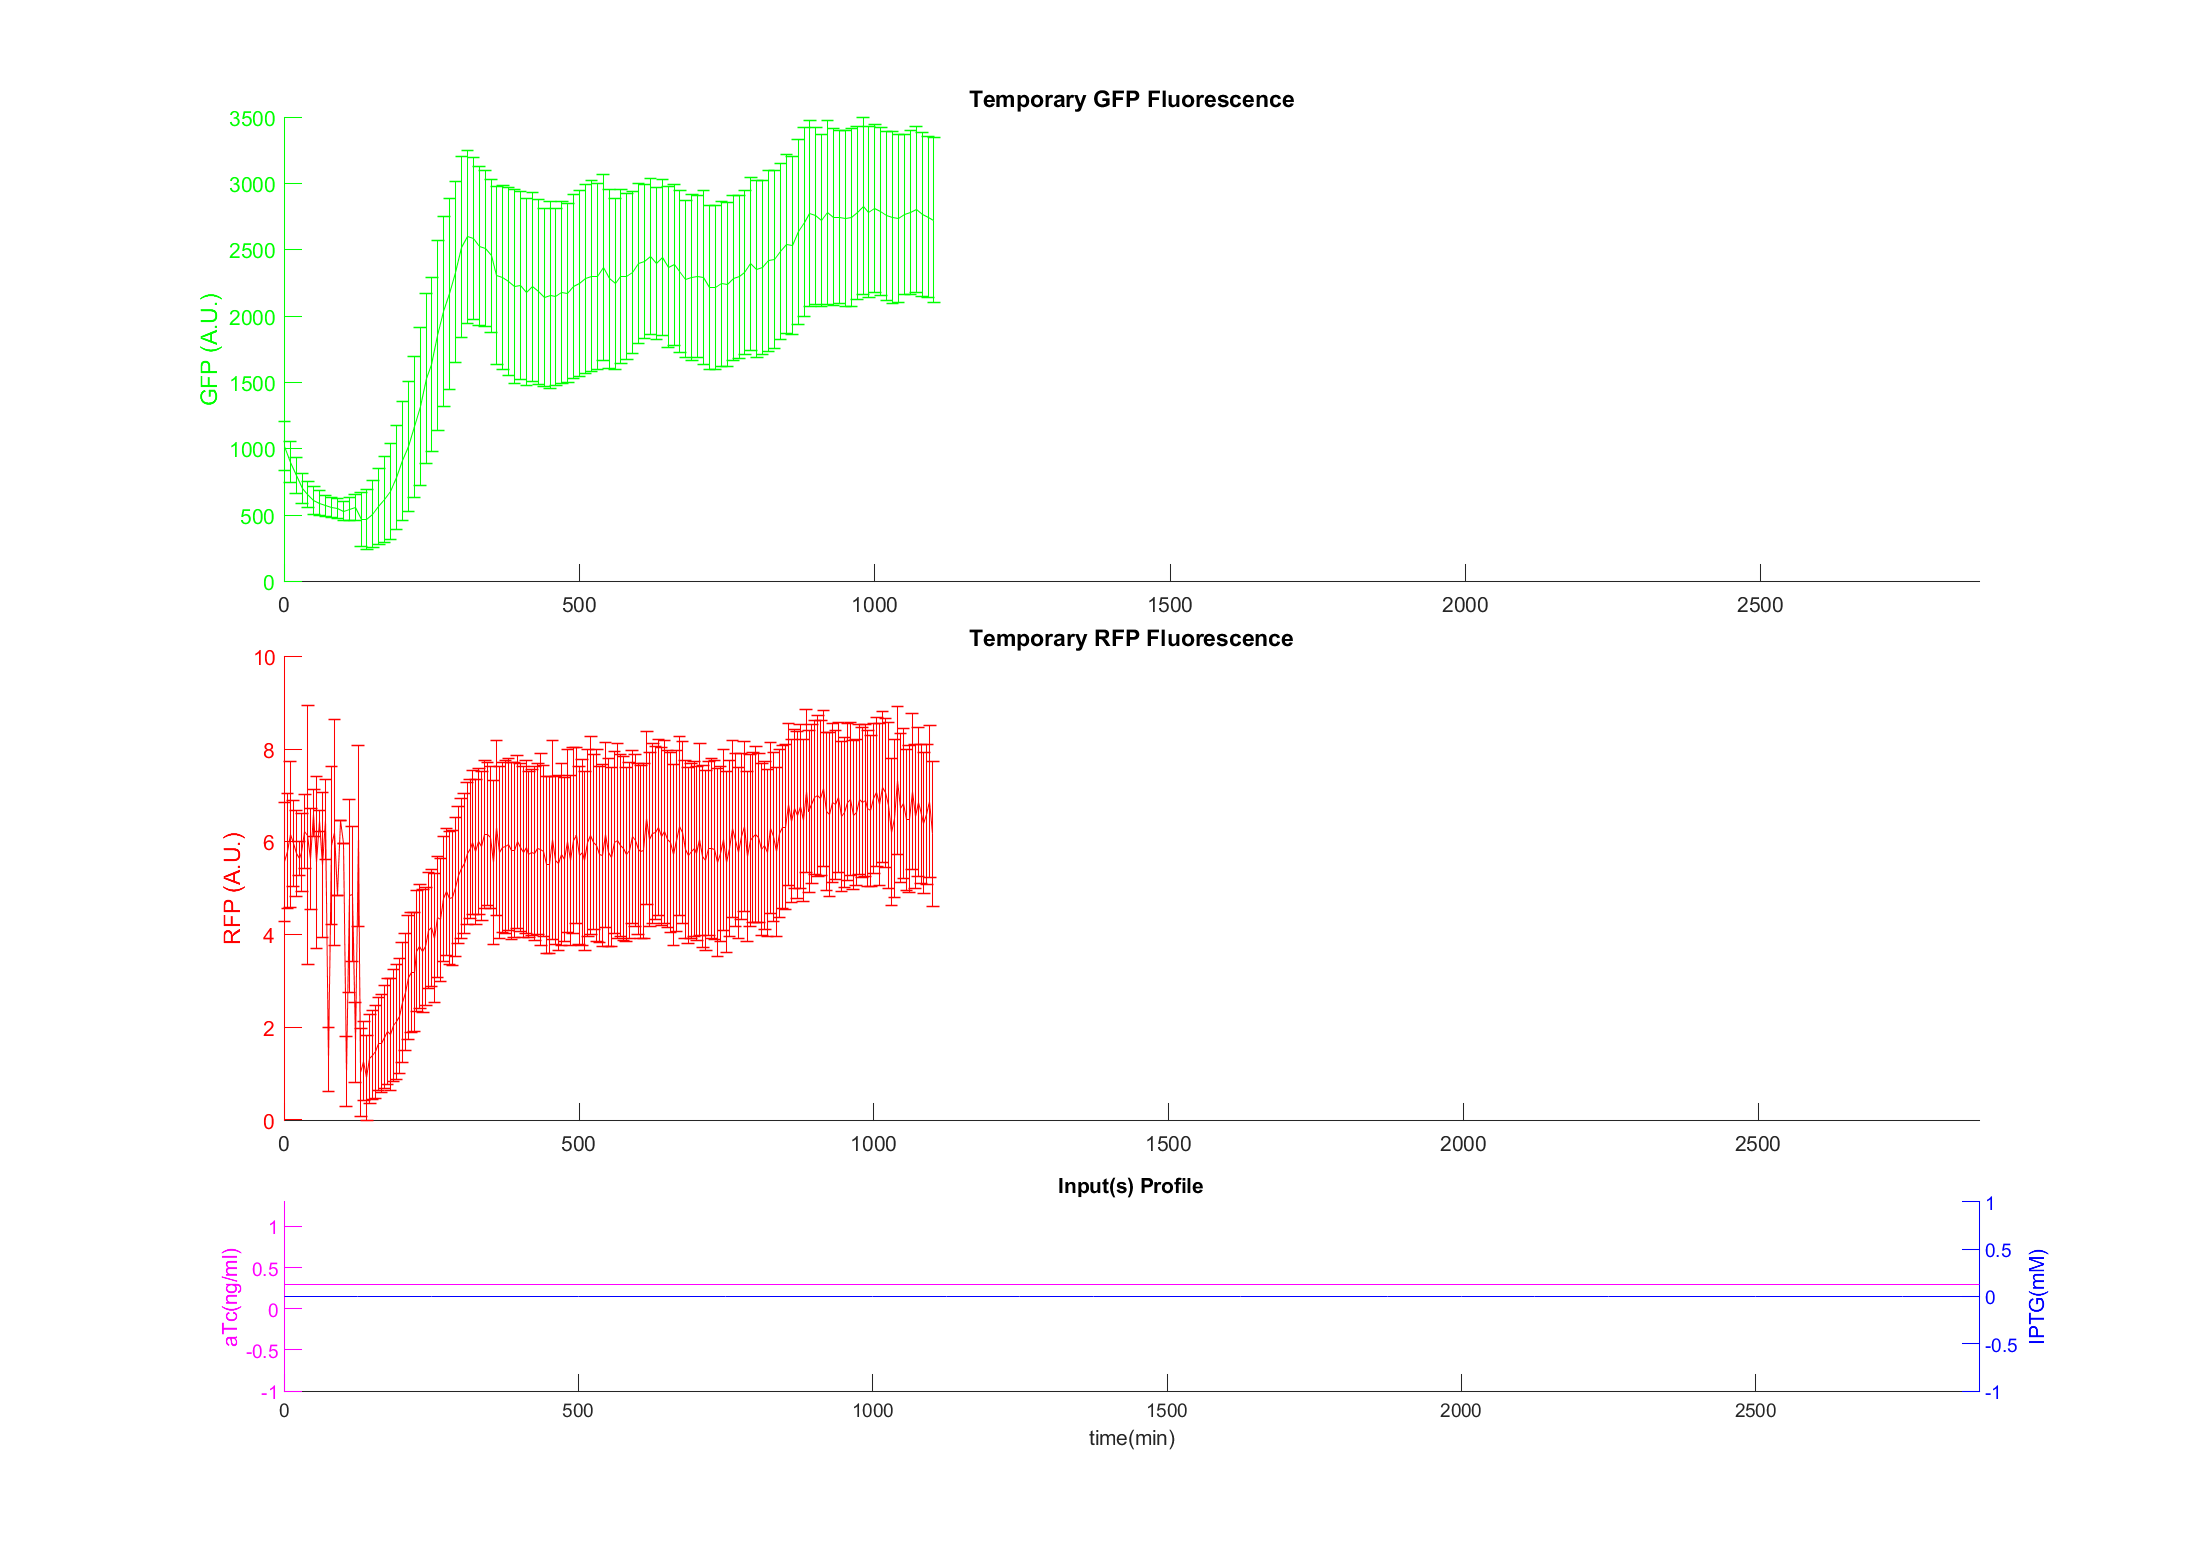 Temporary GFP Fluorescence
3500
3000
2500
2000
1500
1000
500
0
GFP (A.U.)
0 500 1000 1500 2000 2500
Temporary RFP Fluorescence
10
8
6
4
2
0
RFP (A.U.)
0 500 1000 1500 2000 2500
Input(s) Profile
1
0.5
0
-0.5
-1
aTc(ng/ml)
1
0.5
0
-0.5
-1
IPTG(mM)
0 500 1000 1500 2000 2500
time(min)